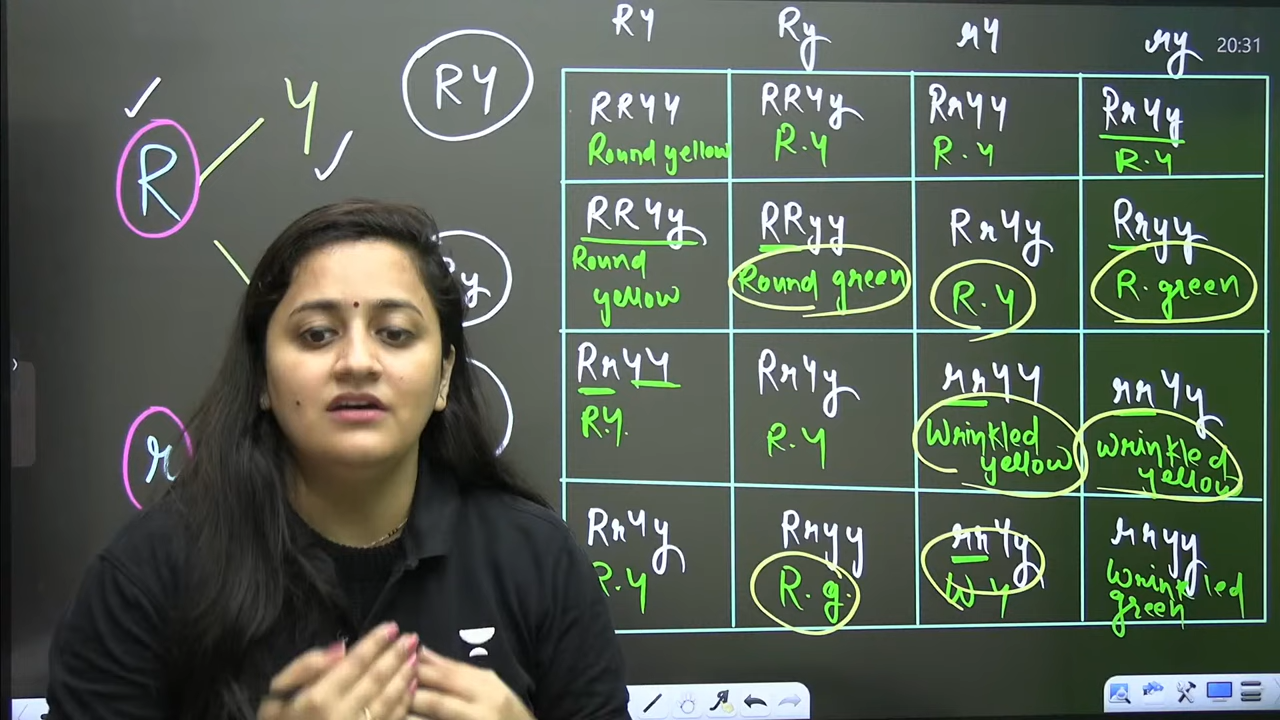 RY Ry rY ry
20:31
R Y
RY
y
r
RRYY RRYy RrYY RrYy
Round yellow R.Y R.Y R.Y
RRYy RRyy RrYy Rryy
Round yellow Round green R.Y R.green
RrYY RrYy rrYY rrYy
R.Y. R.Y Wrinkled yellow wrinkled yellow
RrYy Rryy rrYy rryy
R.Y R.g. W Y Wrinkled green